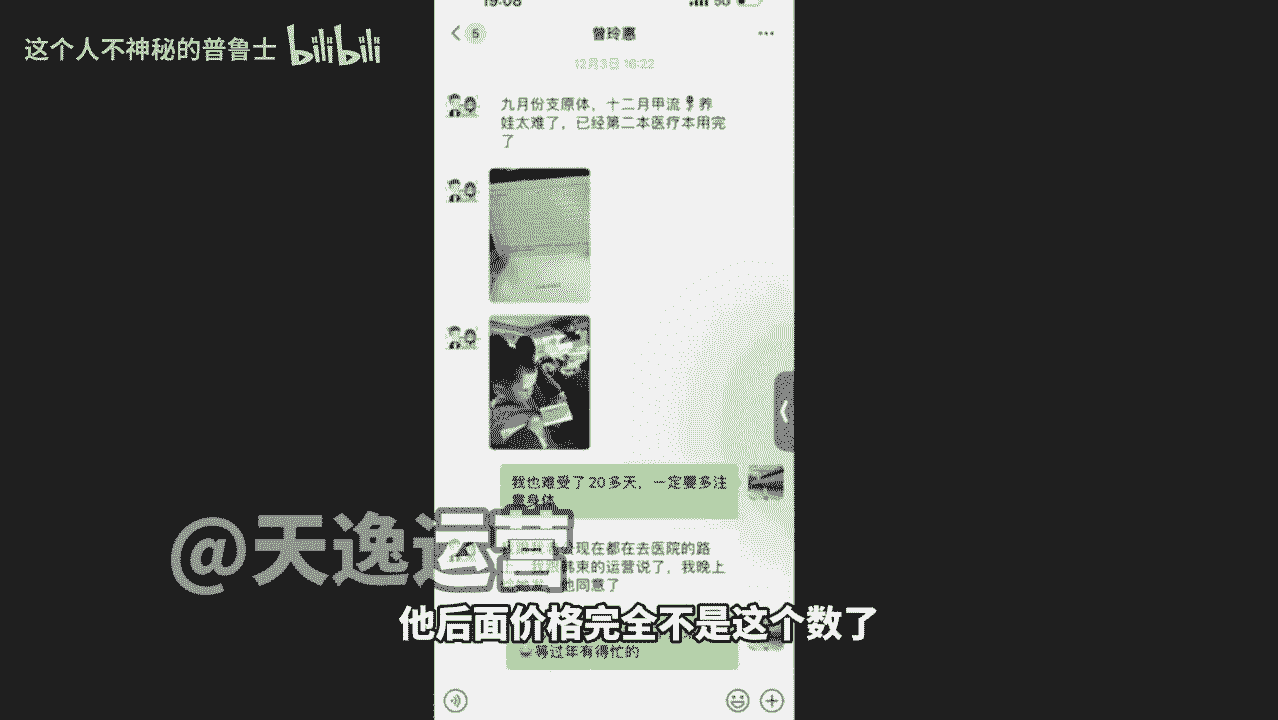 19:08
这个人不神秘的普鲁士 bilibili
5
曾玲惠
12月3日 16:22
九月份支原体，十二月甲流
养
娃太难了，已经第二本医疗本用完
了
我也难受了20多天，一定要多注
意身体
现在都在去医院的路
的运营说了，我晚上
也同意了
@天逸运营
他后面价格完全不是这个数了
等过年有得忙的